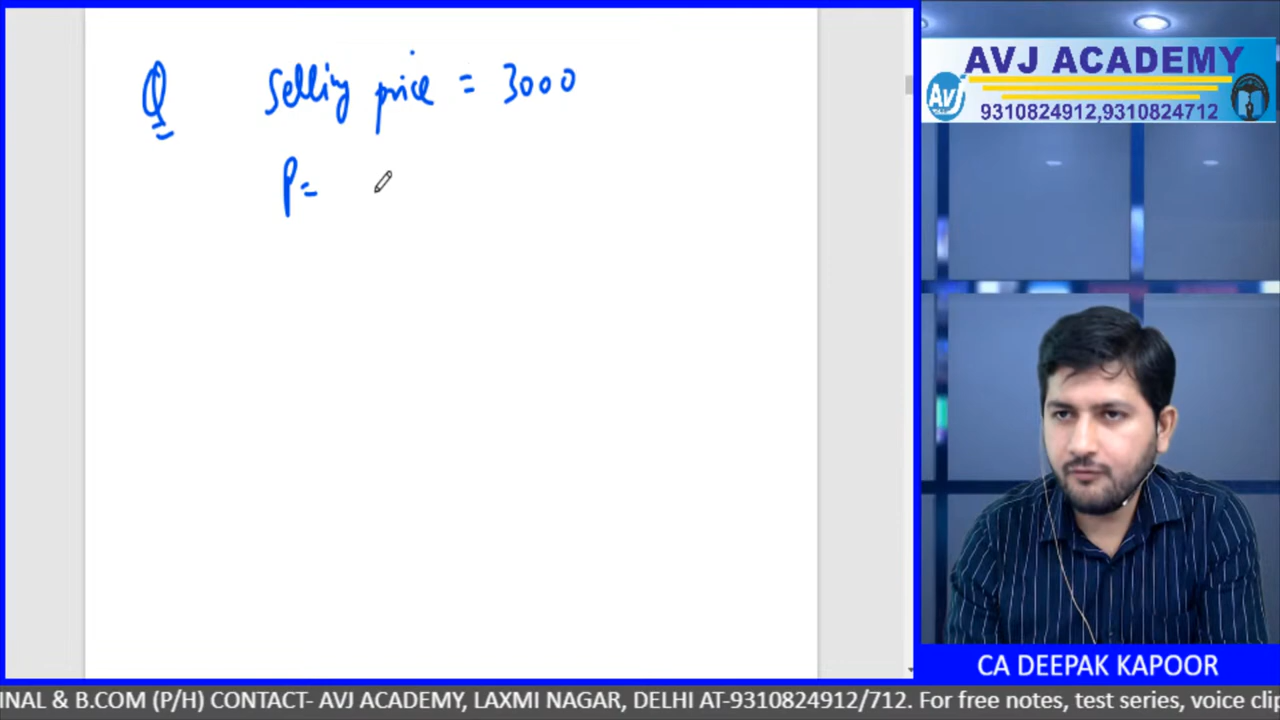 Q Selling price = 3000
P=
AVJ ACADEMY
AV
9310824912,9310824712
CA DEEPAK KAPOOR
INAL & B.COM (P/H) CONTACT- AVJ ACADEMY, LAXMI NAGAR, DELHI AT-9310824912/712. For free notes, test series, voice clip